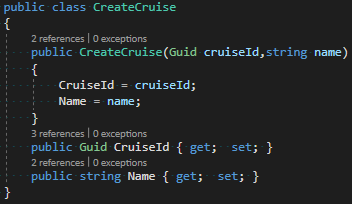 public class CreateCruise
{
2 references | 0 exceptions
public CreateCruise(Guid cruiseId,string name)
{
CruiseId = cruiseId;
Name = name;
}
3 references | 0 exceptions
public Guid CruiseId { get;  set; }
2 references | 0 exceptions
public string Name { get;  set; }
}